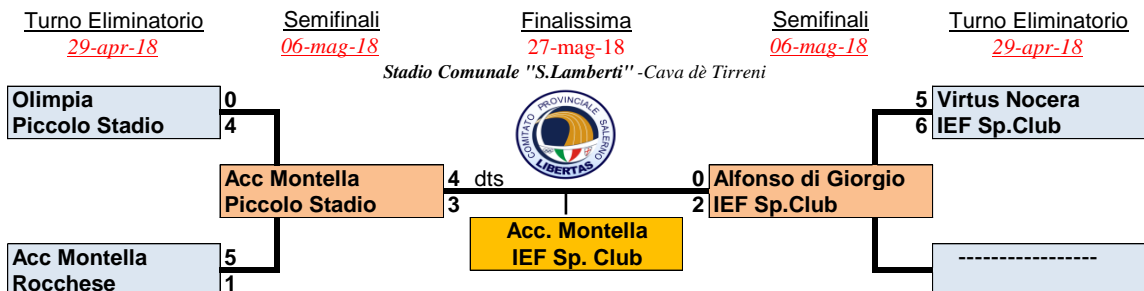 Turno Eliminatorio Semifinali Finalissima Semifinali Turno Eliminatorio
29-apr-18 06-mag-18 27-mag-18 06-mag-18 29-apr-18
Stadio Comunale "S.Lamberti" -Cava dè Tirreni
Olimpia 0
Piccolo Stadio 4
COMITATO PROVINCIALE SALERNO
LIBERTAS
5 Virtus Nocera
6 IEF Sp.Club
Acc Montella 4 dts
Piccolo Stadio 3
0 Alfonso di Giorgio
2 IEF Sp.Club
Acc. Montella
IEF Sp. Club
Acc Montella 5
Rocchese 1
-----------------